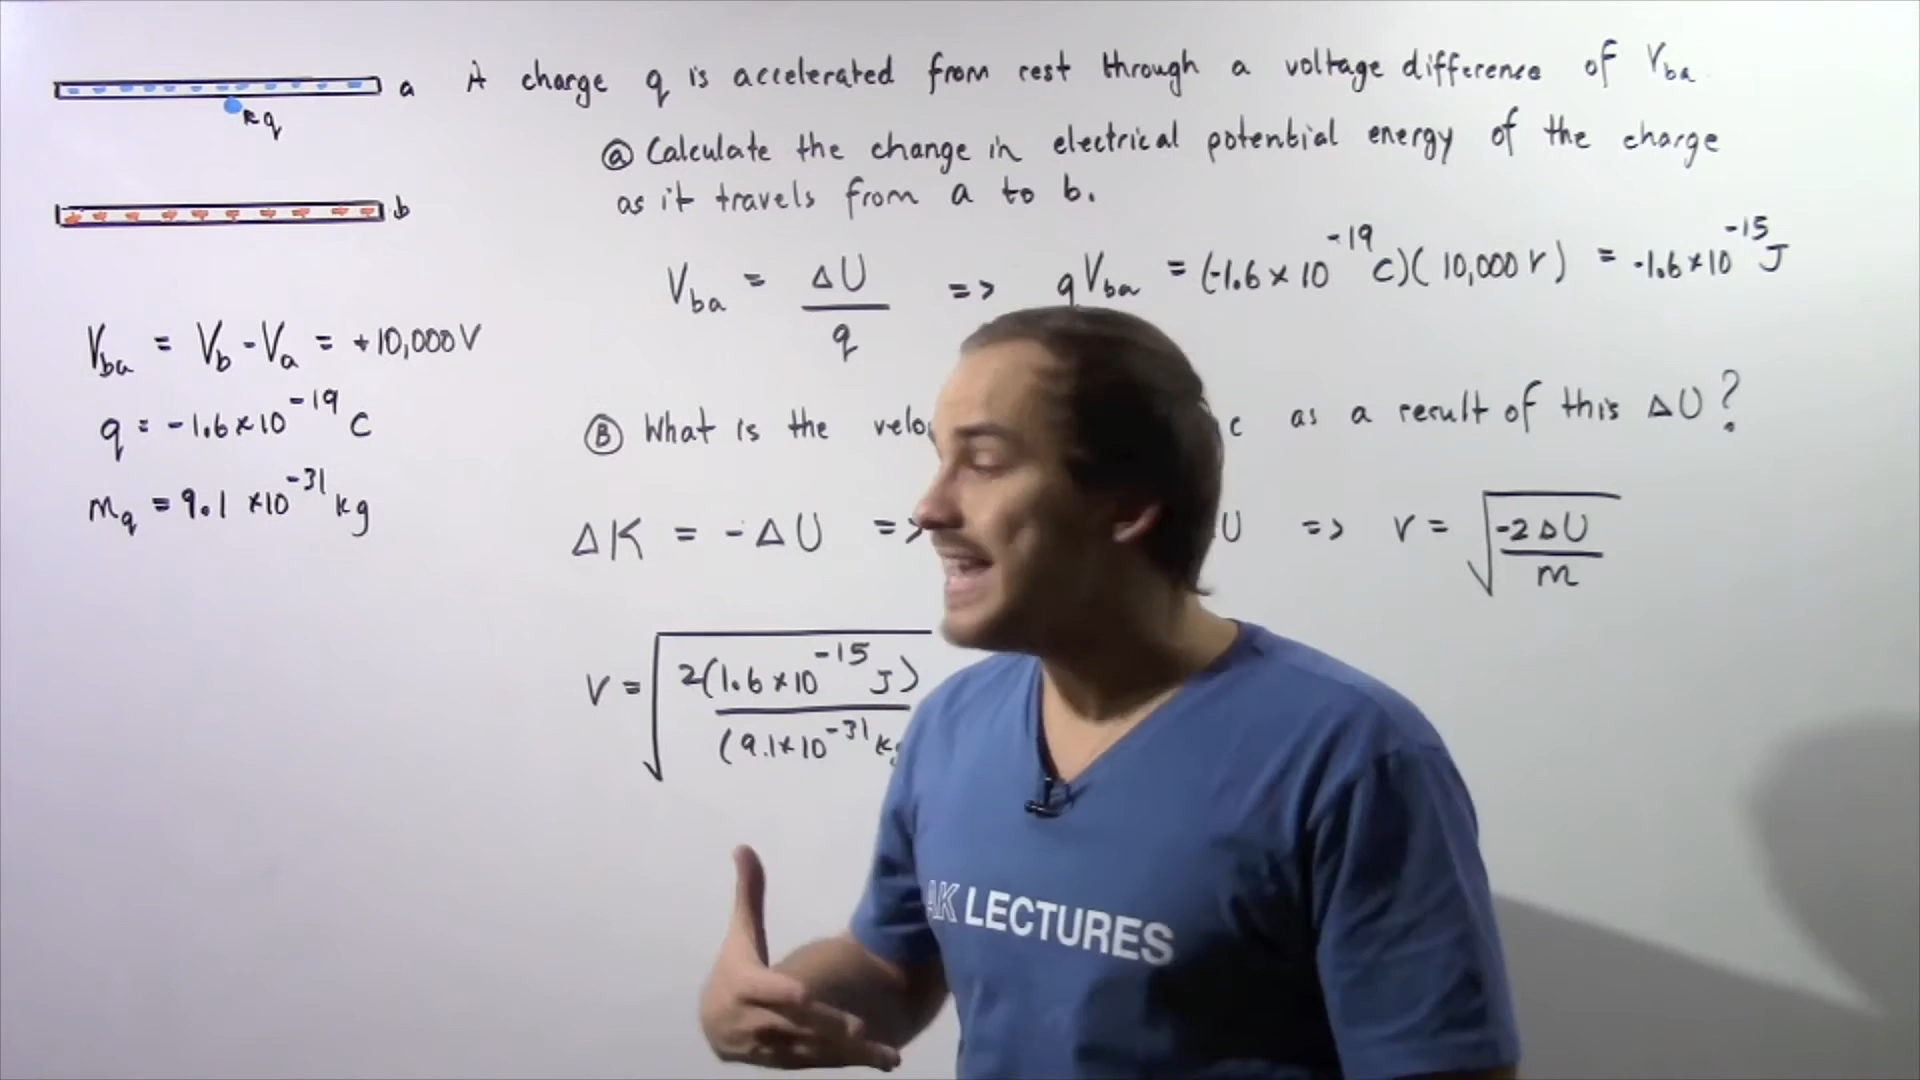 a A charge q is accelerated from rest through a voltage difference of Vba
q
ⓐ Calculate the change in electrical potential energy of the charge
as it travels from a to b.
b
Vba = ΔU / q => qVba = (-1.6 × 10^-19 C)(10,000 V) = -1.6 × 10^-15 J
Vba = Vb - Va = +10,000 V
q = -1.6 × 10^-19 C
mq = 9.1 × 10^-31 kg
Ⓑ What is the as a result of this ΔU?
ΔK = -ΔU => U => v = √(-2ΔU / m)
v = √(2(1.6 × 10^-15 J) / (9.1 × 10^-31 k
AK LECTURES